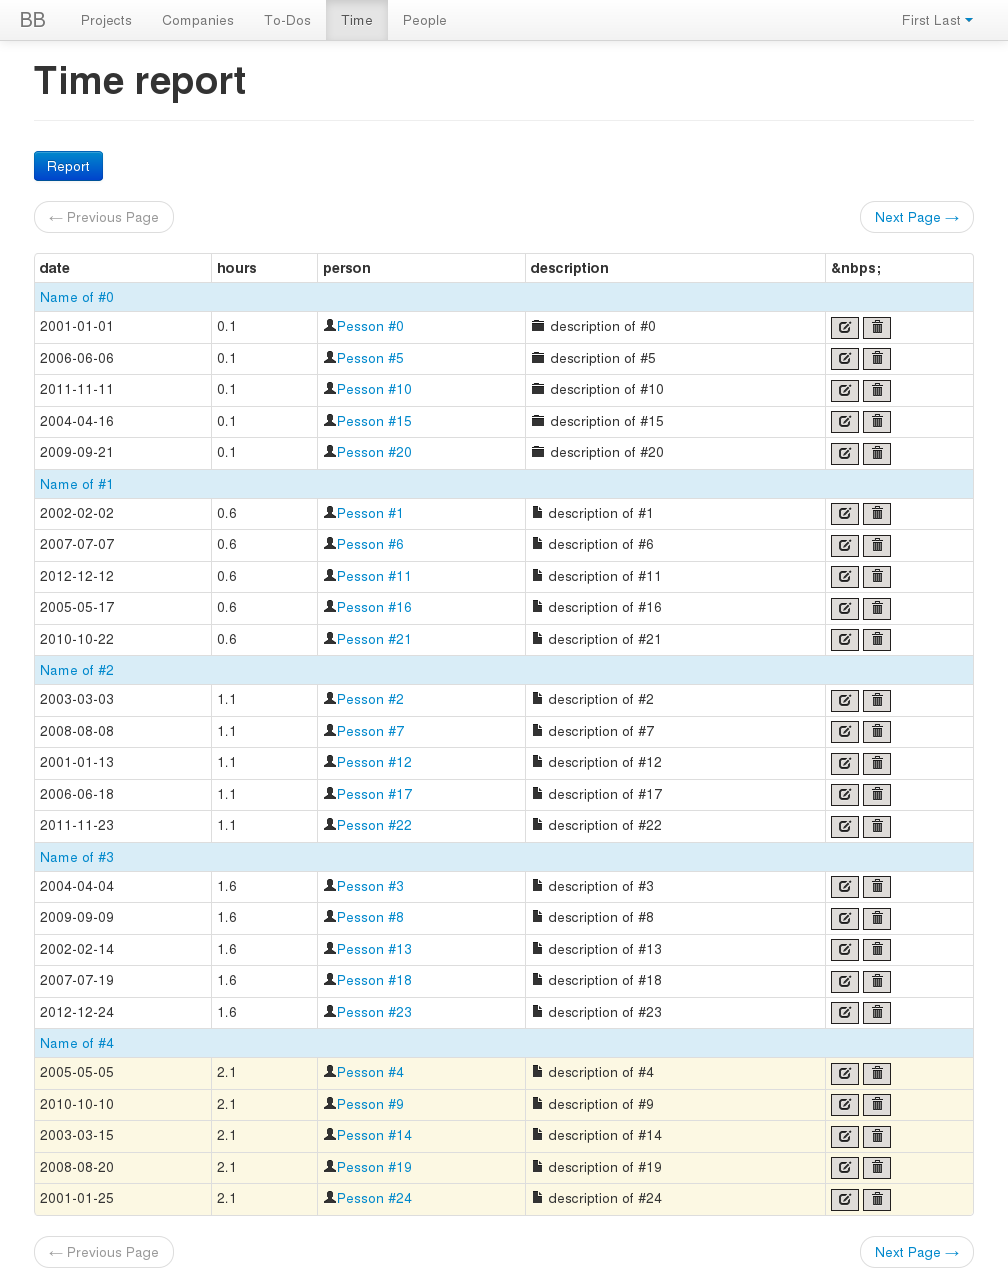 BB Projects Companies To-Dos Time People First Last
Time report
Report
← Previous Page Next Page →
date hours person description &nbps;
Name of #0
2001-01-01 0.1 Pesson #0 description of #0
2006-06-06 0.1 Pesson #5 description of #5
2011-11-11 0.1 Pesson #10 description of #10
2004-04-16 0.1 Pesson #15 description of #15
2009-09-21 0.1 Pesson #20 description of #20
Name of #1
2002-02-02 0.6 Pesson #1 description of #1
2007-07-07 0.6 Pesson #6 description of #6
2012-12-12 0.6 Pesson #11 description of #11
2005-05-17 0.6 Pesson #16 description of #16
2010-10-22 0.6 Pesson #21 description of #21
Name of #2
2003-03-03 1.1 Pesson #2 description of #2
2008-08-08 1.1 Pesson #7 description of #7
2001-01-13 1.1 Pesson #12 description of #12
2006-06-18 1.1 Pesson #17 description of #17
2011-11-23 1.1 Pesson #22 description of #22
Name of #3
2004-04-04 1.6 Pesson #3 description of #3
2009-09-09 1.6 Pesson #8 description of #8
2002-02-14 1.6 Pesson #13 description of #13
2007-07-19 1.6 Pesson #18 description of #18
2012-12-24 1.6 Pesson #23 description of #23
Name of #4
2005-05-05 2.1 Pesson #4 description of #4
2010-10-10 2.1 Pesson #9 description of #9
2003-03-15 2.1 Pesson #14 description of #14
2008-08-20 2.1 Pesson #19 description of #19
2001-01-25 2.1 Pesson #24 description of #24
← Previous Page Next Page →